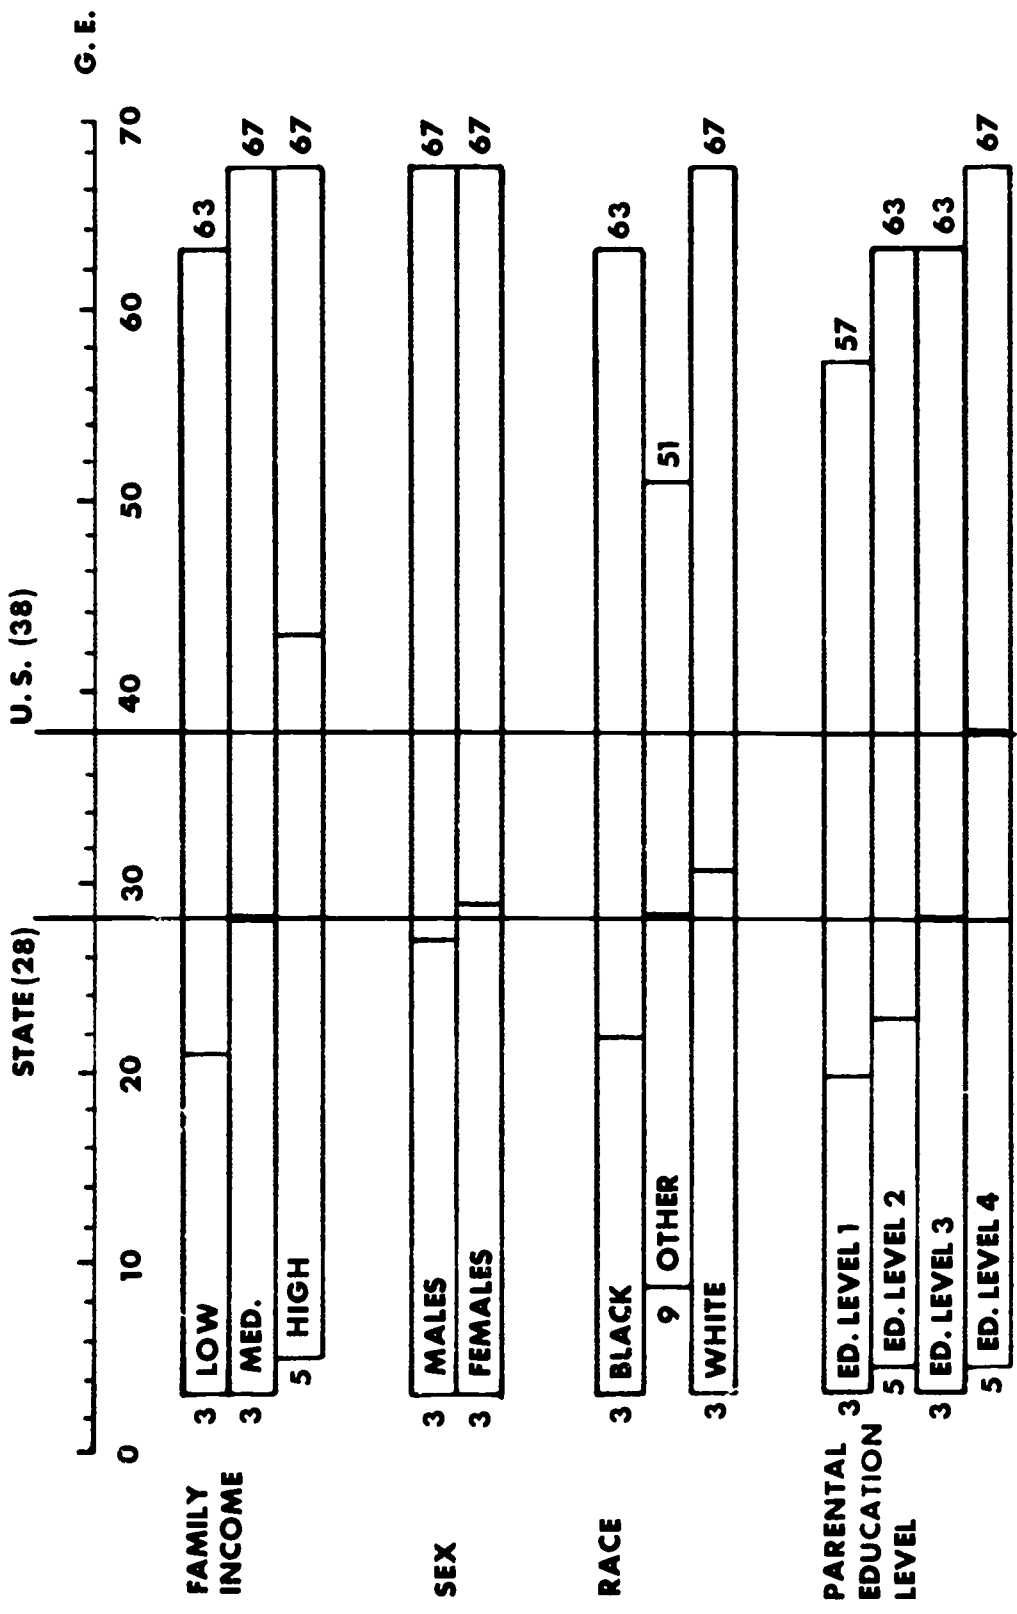 STATE (28) U.S. (38)
G.E.
0 10 20 30 40 50 60 70
FAMILY
INCOME
3 LOW 63
3 MED. 67
5 HIGH 67
SEX
3 MALES 67
3 FEMALES 67
RACE
3 BLACK 63
9 OTHER 51
3 WHITE 67
PARENTAL
EDUCATION
LEVEL
3 ED. LEVEL 1 57
5 ED. LEVEL 2 63
3 ED. LEVEL 3 63
5 ED. LEVEL 4 67